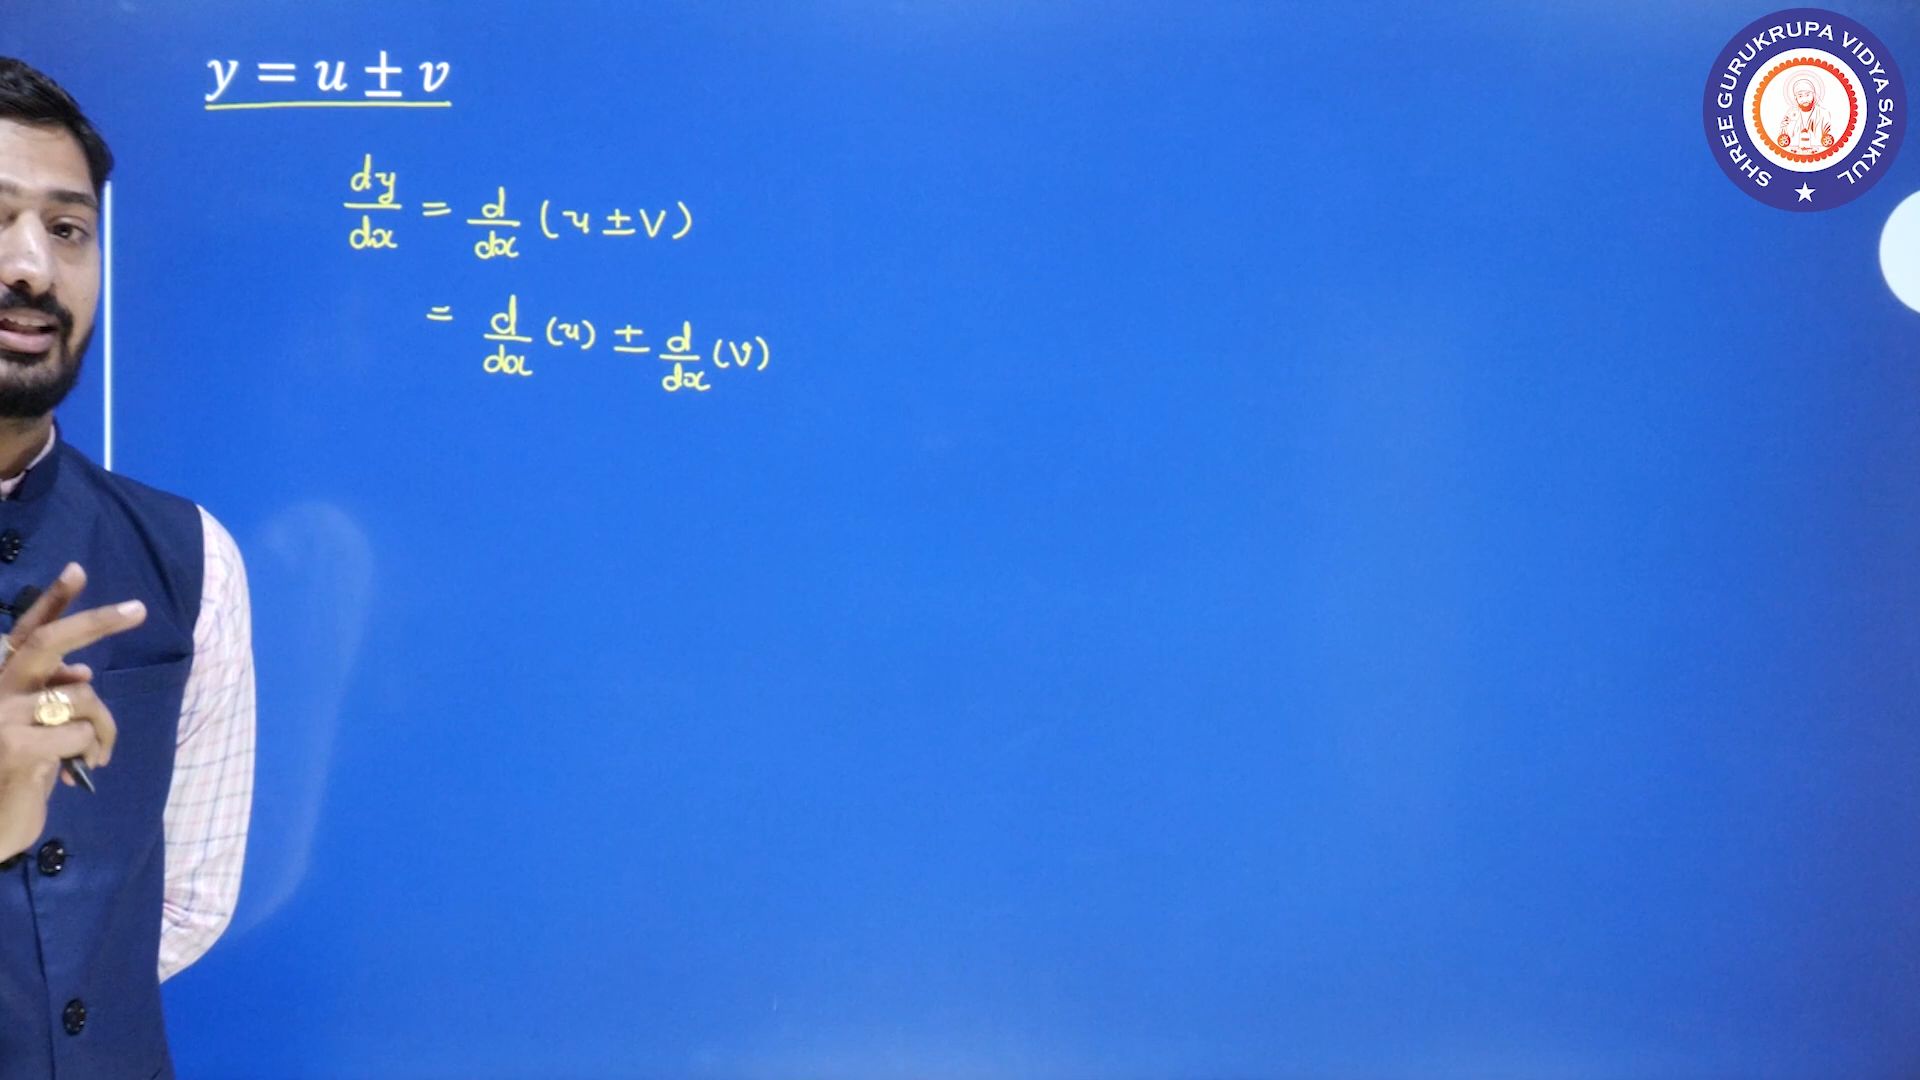 y = u ± v
dy/dx = d/dx (u ± v)
= d/dx (u) ± d/dx (v)
SHREE GURUKRUPA VIDYA SANKUL